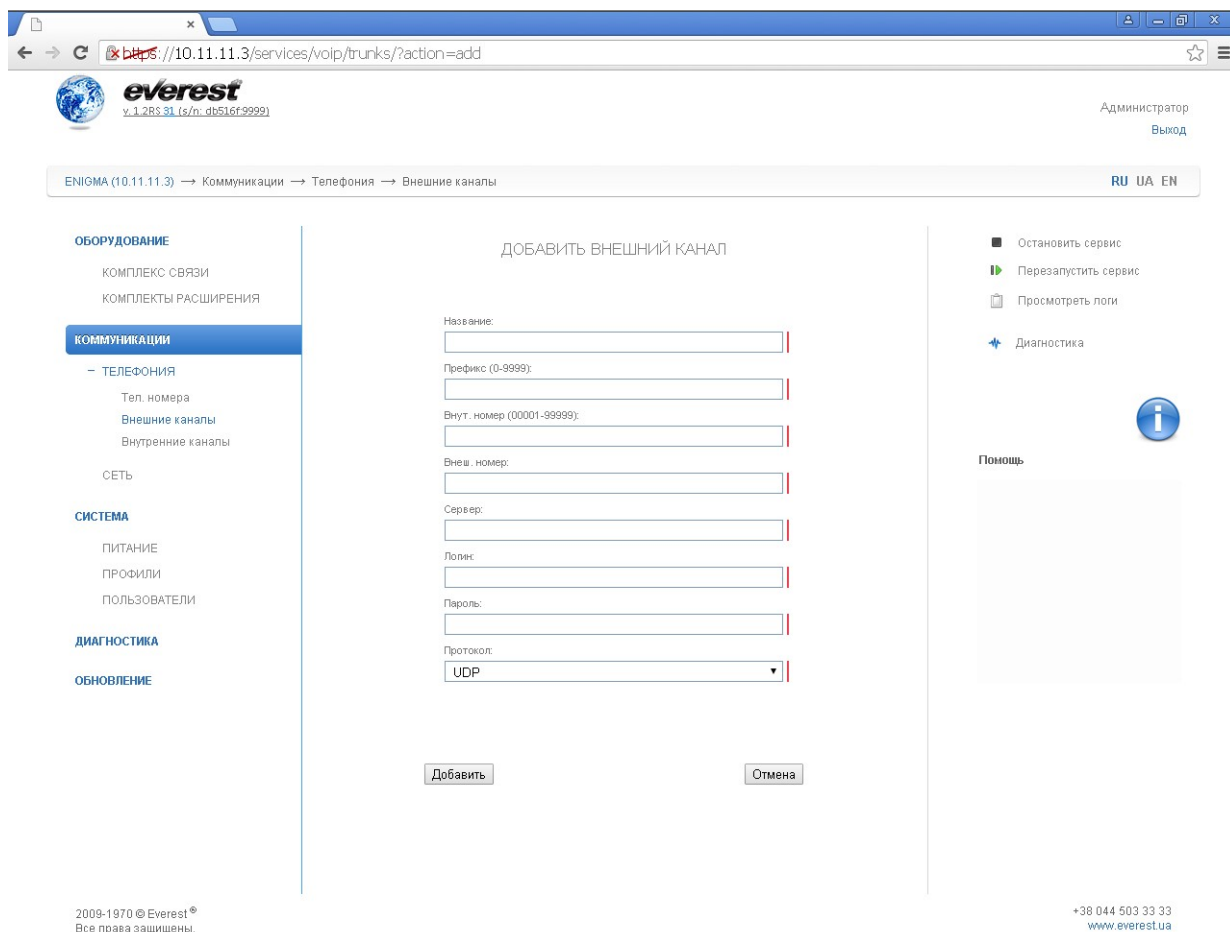 https://10.11.11.3/services/voip/trunks/?action=add
everest
v. 1.2RS 31 (s/n: db516f:9999)
Администратор
Выход
ENIGMA (10.11.11.3) → Коммуникации → Телефония → Внешние каналы
RU UA EN
ОБОРУДОВАНИЕ
КОМПЛЕКС СВЯЗИ
КОМПЛЕКТЫ РАСШИРЕНИЯ
КОММУНИКАЦИИ
− ТЕЛЕФОНИЯ
Тел. номера
Внешние каналы
Внутренние каналы
СЕТЬ
СИСТЕМА
ПИТАНИЕ
ПРОФИЛИ
ПОЛЬЗОВАТЕЛИ
ДИАГНОСТИКА
ОБНОВЛЕНИЕ
ДОБАВИТЬ ВНЕШНИЙ КАНАЛ
Название:
Префикс (0-9999):
Внут. номер (00001-99999):
Внеш. номер:
Сервер:
Логин:
Пароль:
Протокол:
UDP
Добавить
Отмена
Остановить сервис
Перезапустить сервис
Просмотреть логи
Диагностика
i
Помощь
2009-1970 © Everest ®
Все права защищены.
+38 044 503 33 33
www.everest.ua